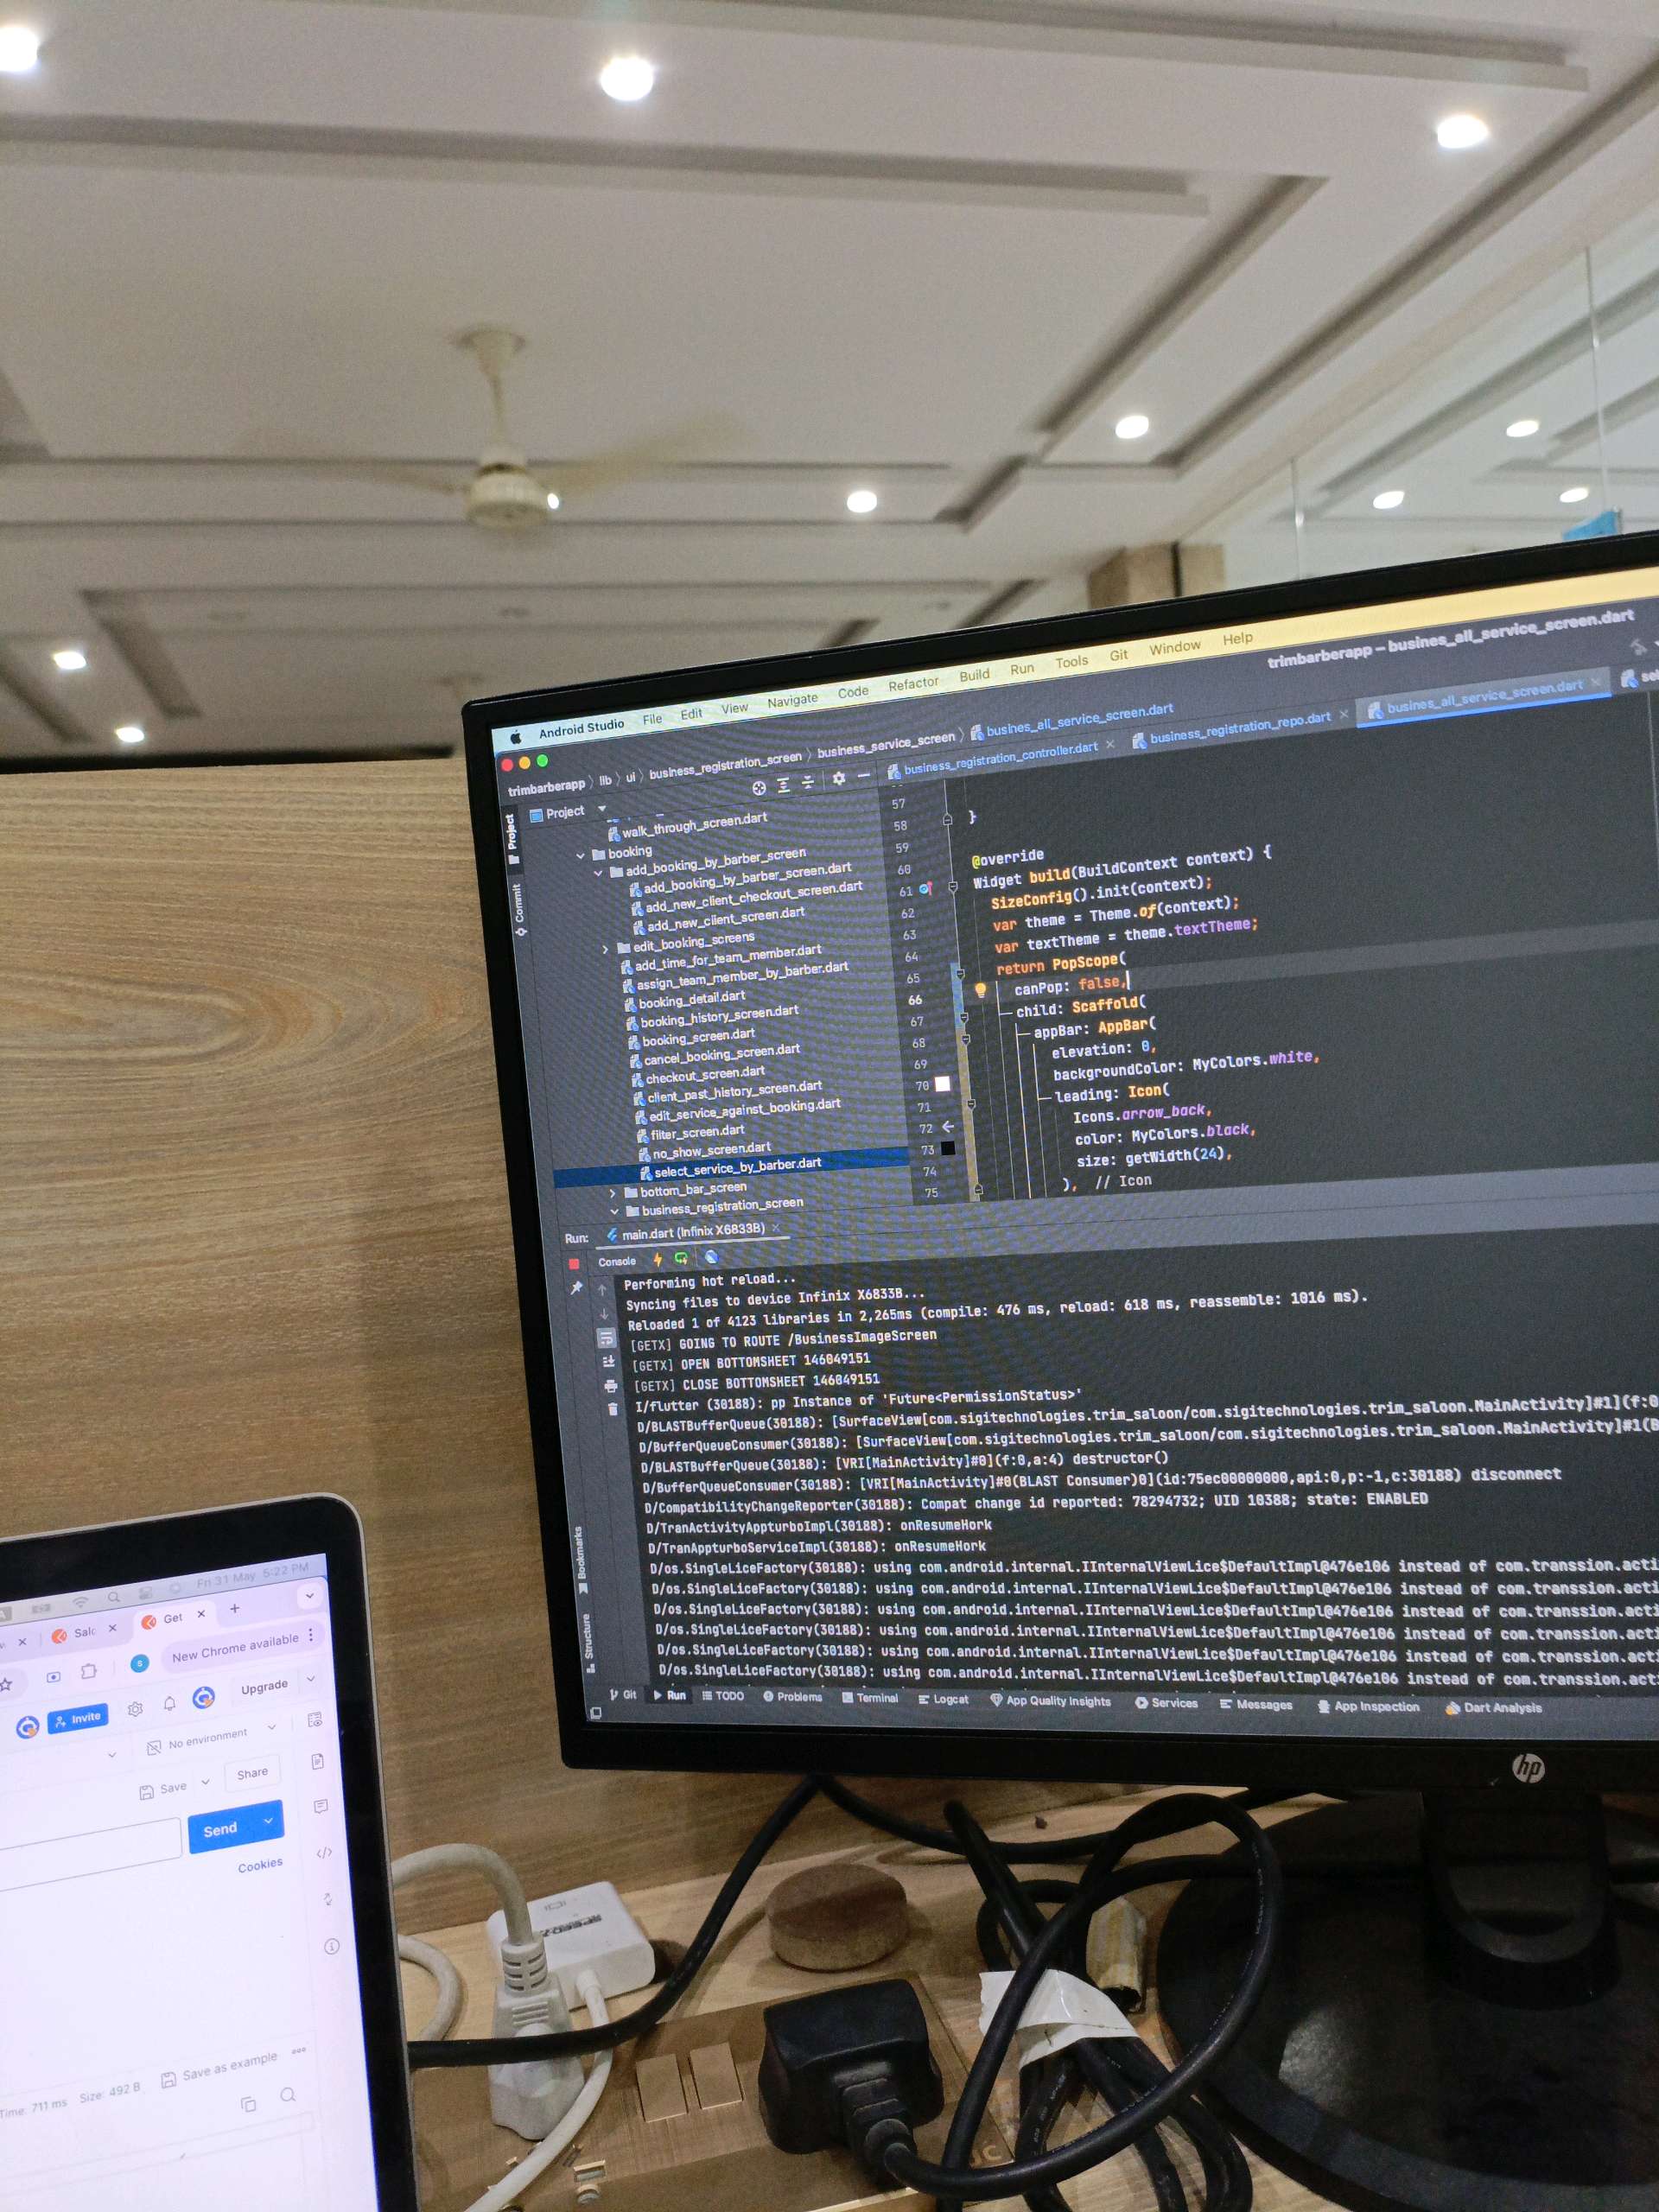 Android Studio File Edit View Navigate Code Refactor Build Run Tools Git Window Help
trimbarberapp – busines_all_service_screen.dart
trimbarberapp lib ui business_registration_screen business_service_screen busines_all_service_screen.dart
business_registration_controller.dart business_registration_repo.dart busines_all_service_screen.dart
Project
Project
Commit
walk_through_screen.dart
booking
add_booking_by_barber_screen
add_booking_by_barber_screen.dart
add_new_client_checkout_screen.dart
add_new_client_screen.dart
edit_booking_screens
add_time_for_team_member.dart
assign_team_member_by_barber.dart
booking_detail.dart
booking_history_screen.dart
booking_screen.dart
cancel_booking_screen.dart
checkout_screen.dart
client_past_history_screen.dart
edit_service_against_booking.dart
filter_screen.dart
no_show_screen.dart
select_service_by_barber.dart
bottom_bar_screen
business_registration_screen
57
58 }
59
60 @override
61 Widget build(BuildContext context) {
62 SizeConfig().init(context);
63 var theme = Theme.of(context);
64 var textTheme = theme.textTheme;
65 return PopScope(
66 canPop: false,
67 child: Scaffold(
68 appBar: AppBar(
69 elevation: 0,
70 backgroundColor: MyColors.white,
71 leading: Icon(
72 Icons.arrow_back,
73 color: MyColors.black,
74 size: getWidth(24),
75 ), // Icon
Run: main.dart (Infinix X6833B)
Console
Performing hot reload...
Syncing files to device Infinix X6833B...
Reloaded 1 of 4123 libraries in 2,265ms (compile: 476 ms, reload: 618 ms, reassemble: 1016 ms).
[GETX] GOING TO ROUTE /BusinessImageScreen
[GETX] OPEN BOTTOMSHEET 146049151
[GETX] CLOSE BOTTOMSHEET 146049151
I/flutter (30188): pp Instance of 'Future<PermissionStatus>'
D/BLASTBufferQueue(30188): [SurfaceView[com.sigitechnologies.trim_saloon/com.sigitechnologies.trim_saloon.MainActivity]#1](f:0
D/BufferQueueConsumer(30188): [SurfaceView[com.sigitechnologies.trim_saloon/com.sigitechnologies.trim_saloon.MainActivity]#1(B
D/BLASTBufferQueue(30188): [VRI[MainActivity]#0](f:0,a:4) destructor()
D/BufferQueueConsumer(30188): [VRI[MainActivity]#0(BLAST Consumer)0](id:75ec00000000,api:0,p:-1,c:30188) disconnect
D/CompatibilityChangeReporter(30188): Compat change id reported: 78294732; UID 10388; state: ENABLED
D/TranActivityAppturboImpl(30188): onResumeHork
D/TranAppturboServiceImpl(30188): onResumeHork
D/os.SingleLiceFactory(30188): using com.android.internal.IInternalViewLice$DefaultImpl@476e106 instead of com.transsion.acti
D/os.SingleLiceFactory(30188): using com.android.internal.IInternalViewLice$DefaultImpl@476e106 instead of com.transsion.acti
D/os.SingleLiceFactory(30188): using com.android.internal.IInternalViewLice$DefaultImpl@476e106 instead of com.transsion.acti
D/os.SingleLiceFactory(30188): using com.android.internal.IInternalViewLice$DefaultImpl@476e106 instead of com.transsion.acti
D/os.SingleLiceFactory(30188): using com.android.internal.IInternalViewLice$DefaultImpl@476e106 instead of com.transsion.acti
D/os.SingleLiceFactory(30188): using com.android.internal.IInternalViewLice$DefaultImpl@476e106 instead of com.transsion.acti
Bookmarks
Structure
Git Run TODO Problems Terminal Logcat App Quality Insights Services Messages App Inspection Dart Analysis
hp
Fri 31 May 5:22 PM
Salc Get
New Chrome available
Invite Upgrade
No environment
Save Share
Send
Cookies
Time: 711 ms Size: 492 B Save as example